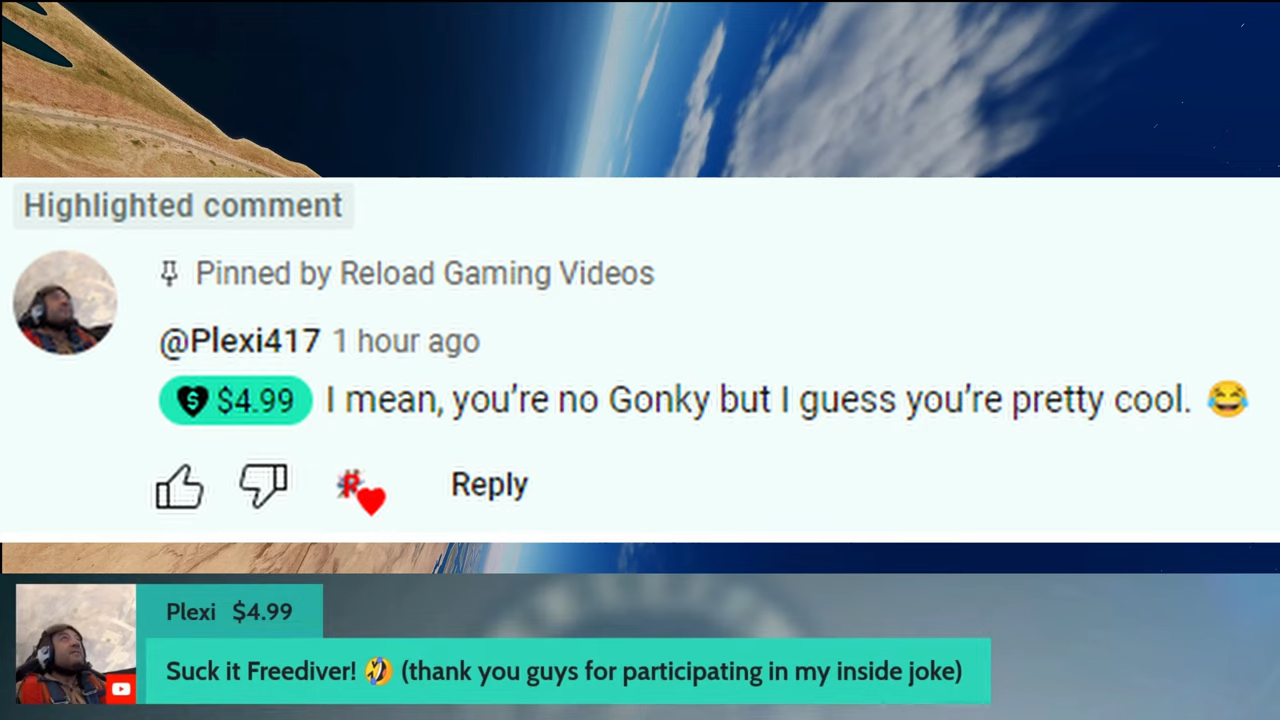 Highlighted comment
Pinned by Reload Gaming Videos
@Plexi417 1 hour ago
$4.99 I mean, you're no Gonky but I guess you're pretty cool. 😂
Reply
Plexi $4.99
Suck it Freediver! 🤣 (thank you guys for participating in my inside joke)